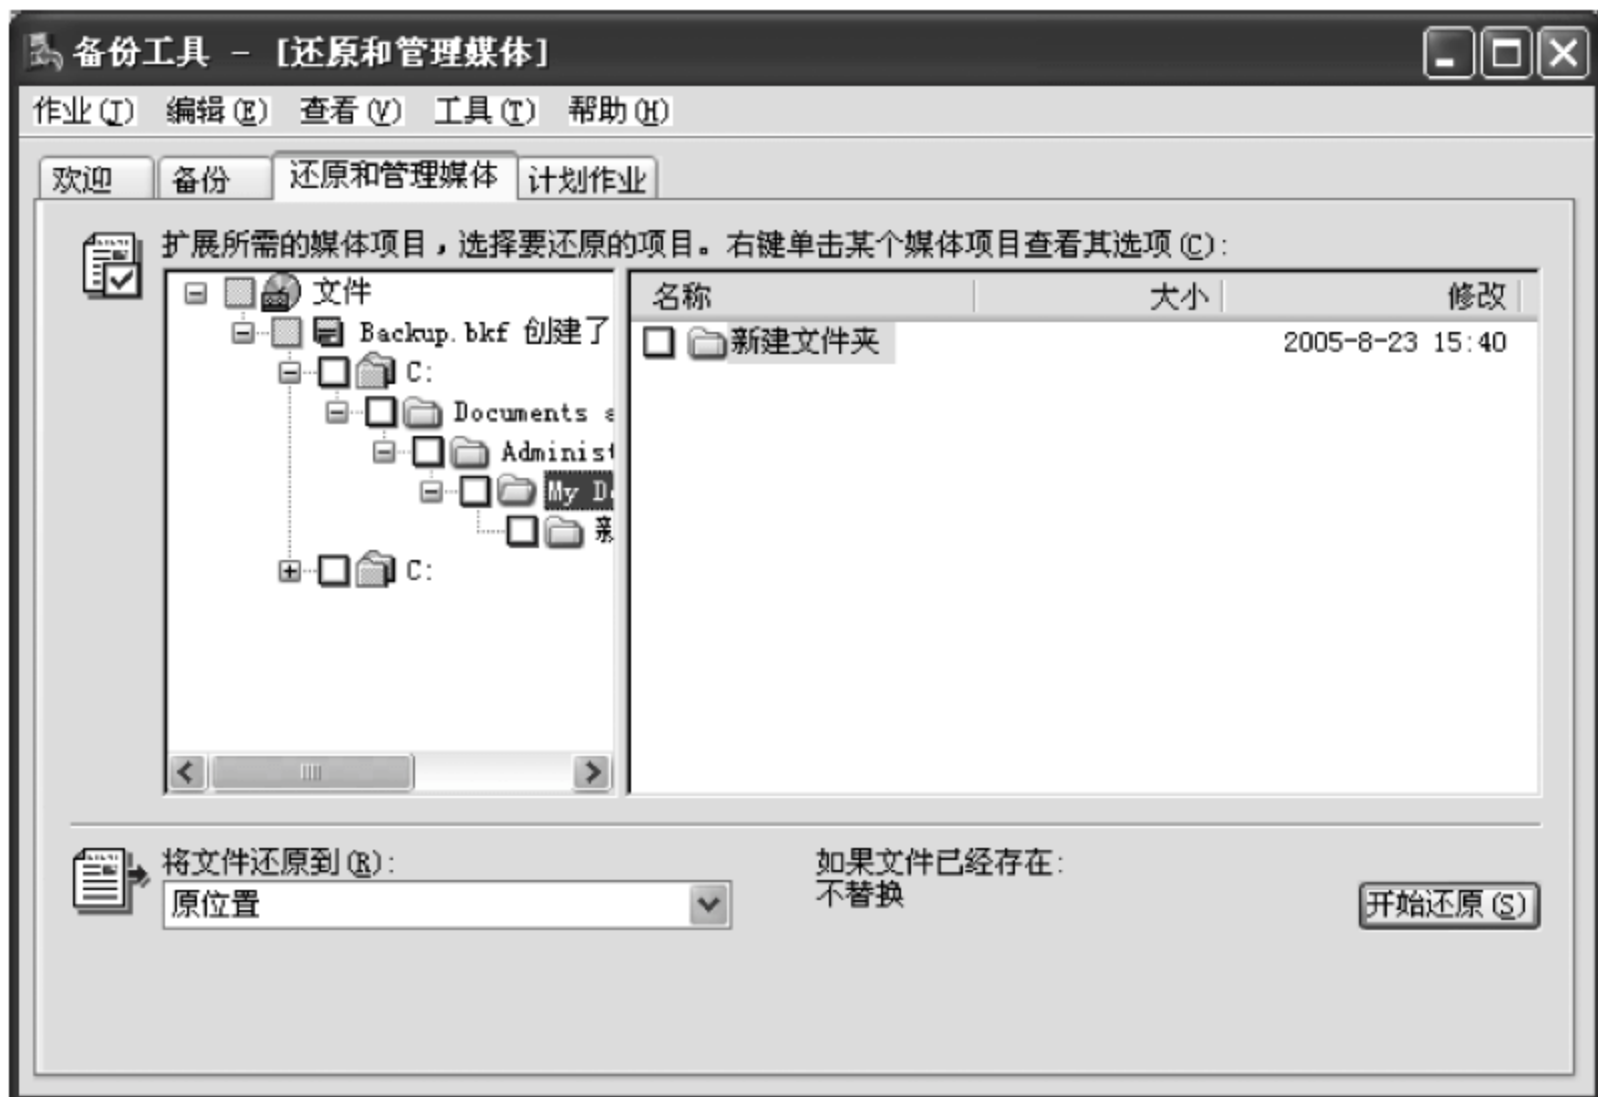 备份工具 - [还原和管理媒体]
作业(J) 编辑(E) 查看(V) 工具(T) 帮助(H)
欢迎 备份 还原和管理媒体 计划作业
扩展所需的媒体项目，选择要还原的项目。右键单击某个媒体项目查看其选项(C):
文件
Backup.bkf 创建了
C:
Documents
Adminis
My D
C:
名称 大小 修改
新建文件夹 2005-8-23 15:40
将文件还原到(R):
原位置
如果文件已经存在:
不替换
开始还原(S)